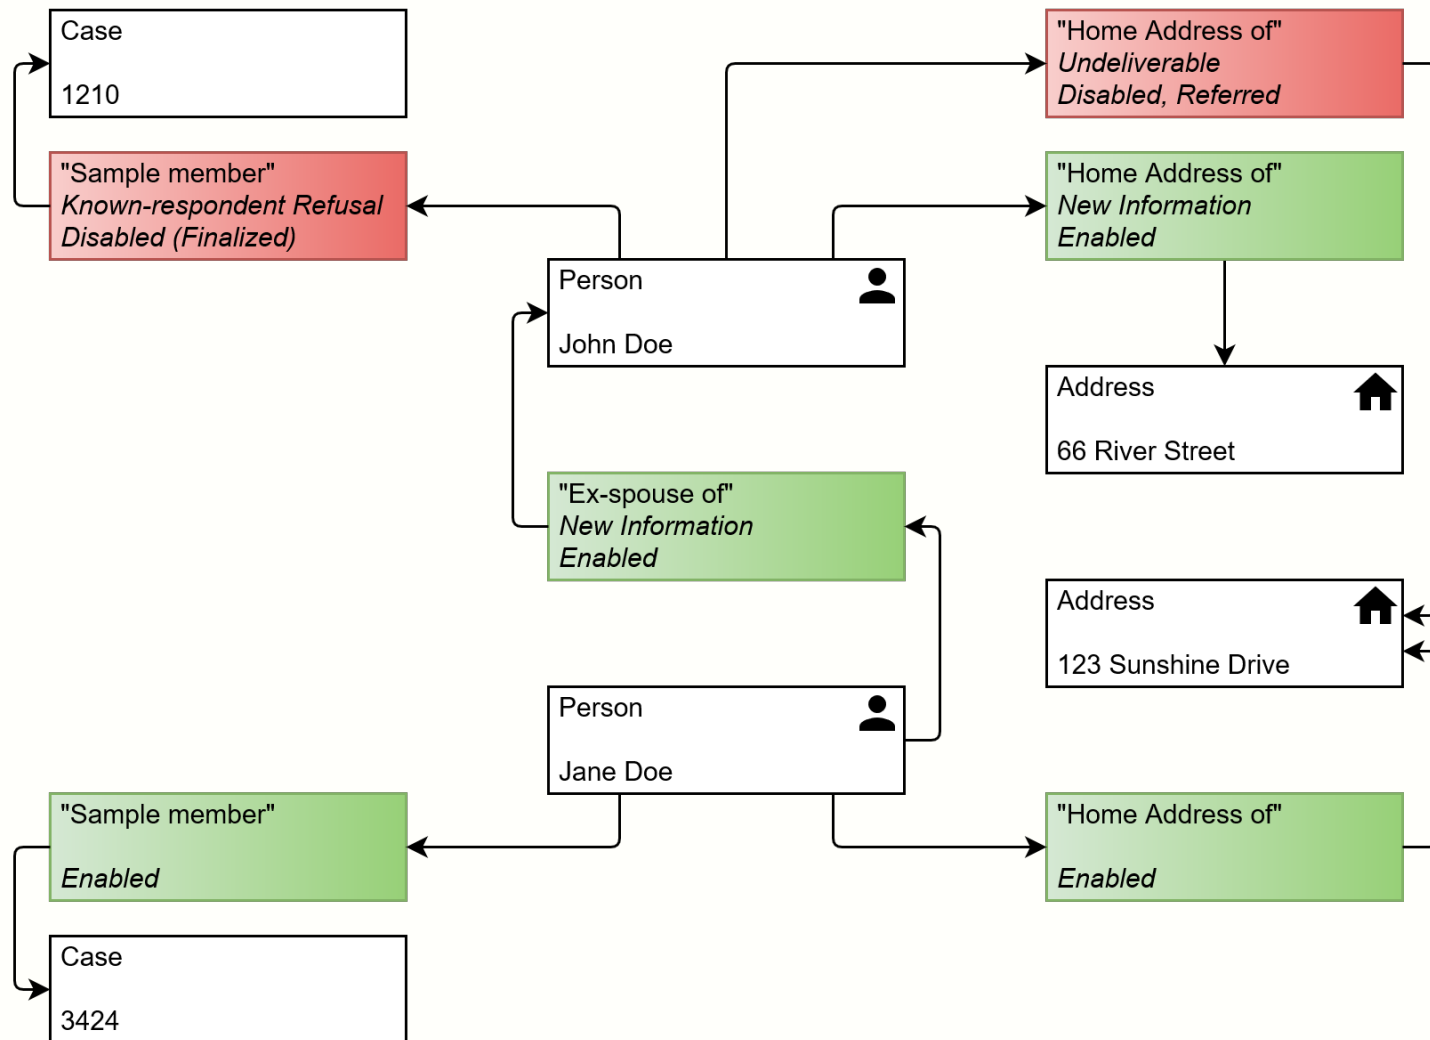 Case
1210
"Home Address of"
Undeliverable
Disabled, Referred
"Sample member"
Known-respondent Refusal
Disabled (Finalized)
"Home Address of"
New Information
Enabled
Person
John Doe
Address
66 River Street
"Ex-spouse of"
New Information
Enabled
Address
123 Sunshine Drive
Person
Jane Doe
"Sample member"
Enabled
"Home Address of"
Enabled
Case
3424